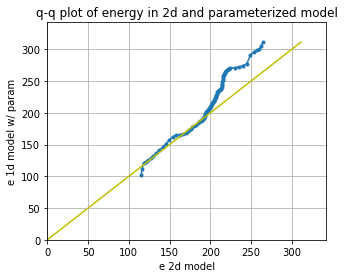 q-q plot of energy in 2d and parameterized model
e 1d model w/ param
300
250
200
150
100
50
0
0 50 100 150 200 250 300
e 2d model